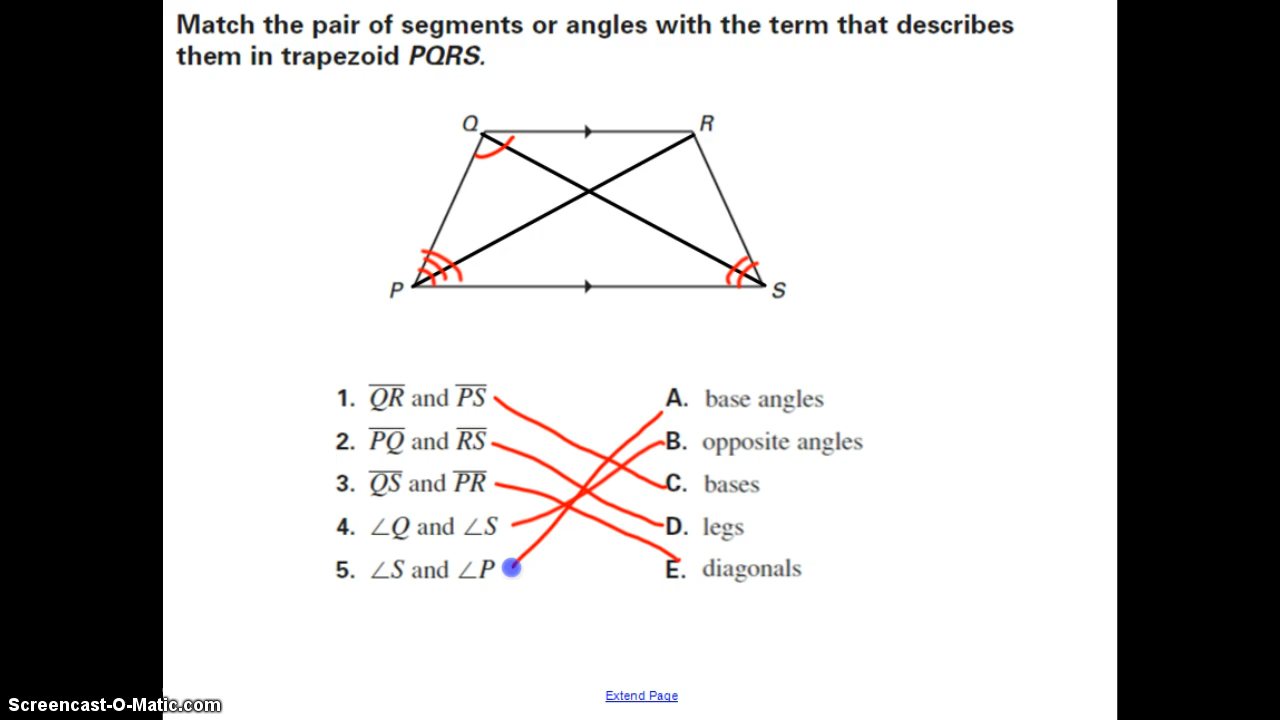 Match the pair of segments or angles with the term that describes
them in trapezoid PQRS.
Q
R
P
S
1. QR and PS
A. base angles
2. PQ and RS
B. opposite angles
3. QS and PR
C. bases
4. ∠Q and ∠S
D. legs
5. ∠S and ∠P
E. diagonals
Extend Page
Screencast-O-Matic.com